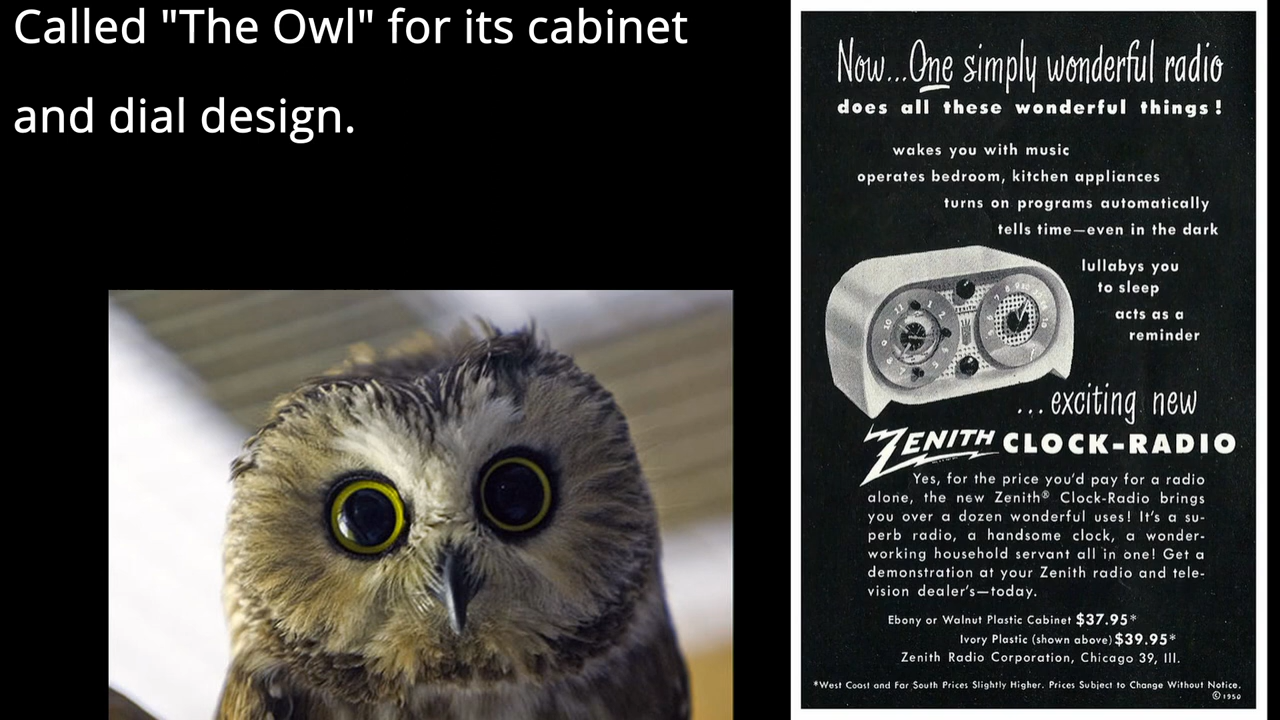 Called "The Owl" for its cabinet
and dial design.
Now...One simply wonderful radio
does all these wonderful things!
wakes you with music
operates bedroom, kitchen appliances
turns on programs automatically
tells time—even in the dark
lullabys you
to sleep
acts as a
reminder
...exciting new
ZENITH CLOCK-RADIO
Yes, for the price you'd pay for a radio
alone, the new Zenith® Clock-Radio brings
you over a dozen wonderful uses! It's a su-
perb radio, a handsome clock, a wonder-
working household servant all in one! Get a
demonstration at your Zenith radio and tele-
vision dealer's—today.
Ebony or Walnut Plastic Cabinet $37.95*
Ivory Plastic (shown above) $39.95*
Zenith Radio Corporation, Chicago 39, Ill.
*West Coast and Far South Prices Slightly Higher. Prices Subject to Change Without Notice.
©1950